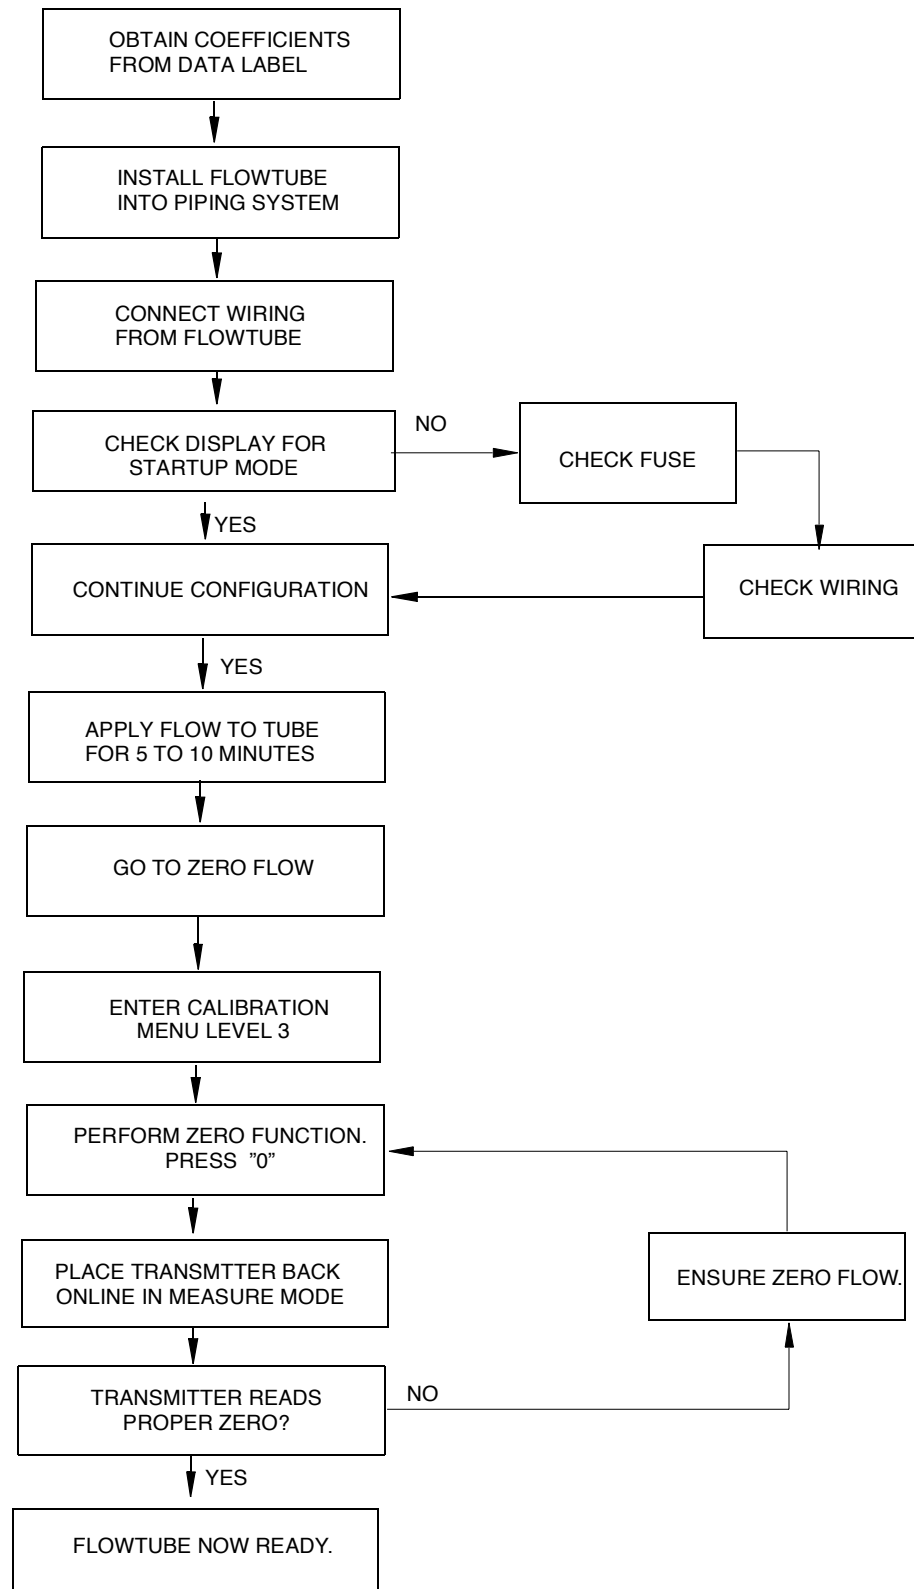 OBTAIN COEFFICIENTS
FROM DATA LABEL
INSTALL FLOWTUBE
INTO PIPING SYSTEM
CONNECT WIRING
FROM FLOWTUBE
CHECK DISPLAY FOR
STARTUP MODE
NO
CHECK FUSE
YES
CONTINUE CONFIGURATION
CHECK WIRING
YES
APPLY FLOW TO TUBE
FOR 5 TO 10 MINUTES
GO TO ZERO FLOW
ENTER CALIBRATION
MENU LEVEL 3
PERFORM ZERO FUNCTION.
PRESS ”0”
PLACE TRANSMTTER BACK
ONLINE IN MEASURE MODE
ENSURE ZERO FLOW.
TRANSMITTER READS
PROPER ZERO?
NO
YES
FLOWTUBE NOW READY.